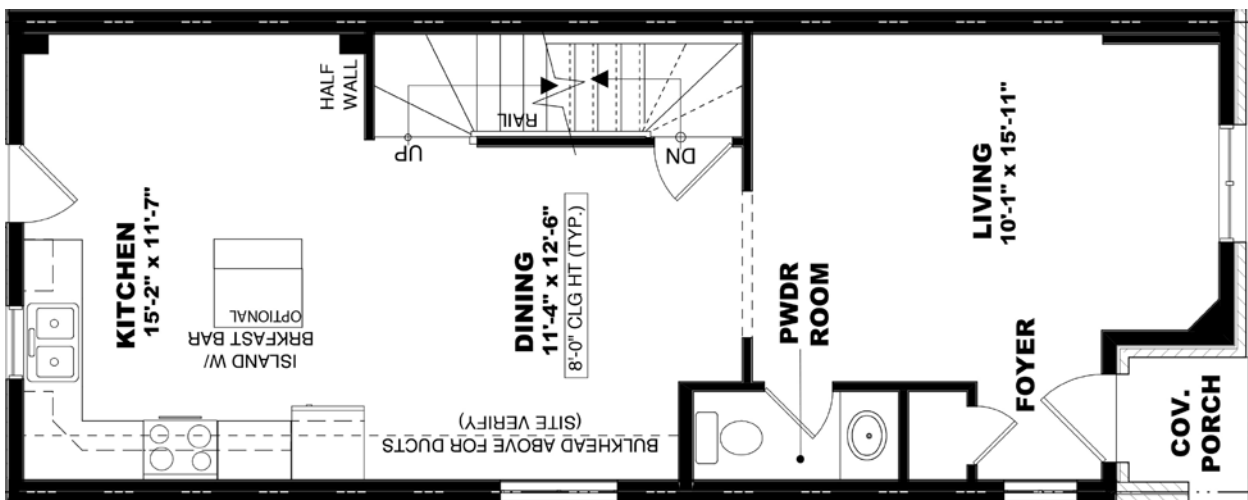 KITCHEN
15'-2" x 11'-7"
ISLAND W/
BRKFAST BAR
OPTIONAL
HALF
WALL
UP
RAIL
DN
DINING
11'-4" x 12'-6"
8'-0" CLG HT (TYP.)
BULKHEAD ABOVE FOR DUCTS
(SITE VERIFY)
PWDR
ROOM
LIVING
10'-1" x 15'-11"
FOYER
COV.
PORCH